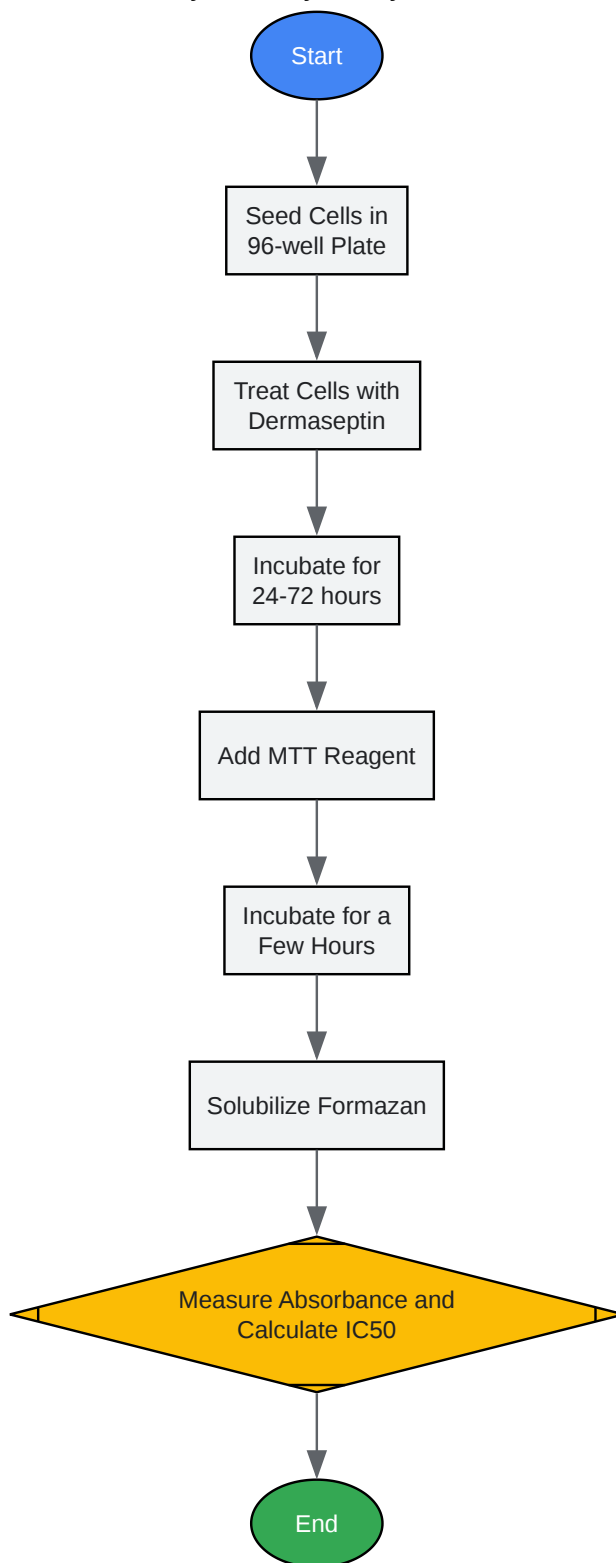 Start
Seed Cells in
96-well Plate
Treat Cells with
Dermaseptin
Incubate for
24-72 hours
Add MTT Reagent
Incubate for a
Few Hours
Solubilize Formazan
Measure Absorbance and
Calculate IC50
End